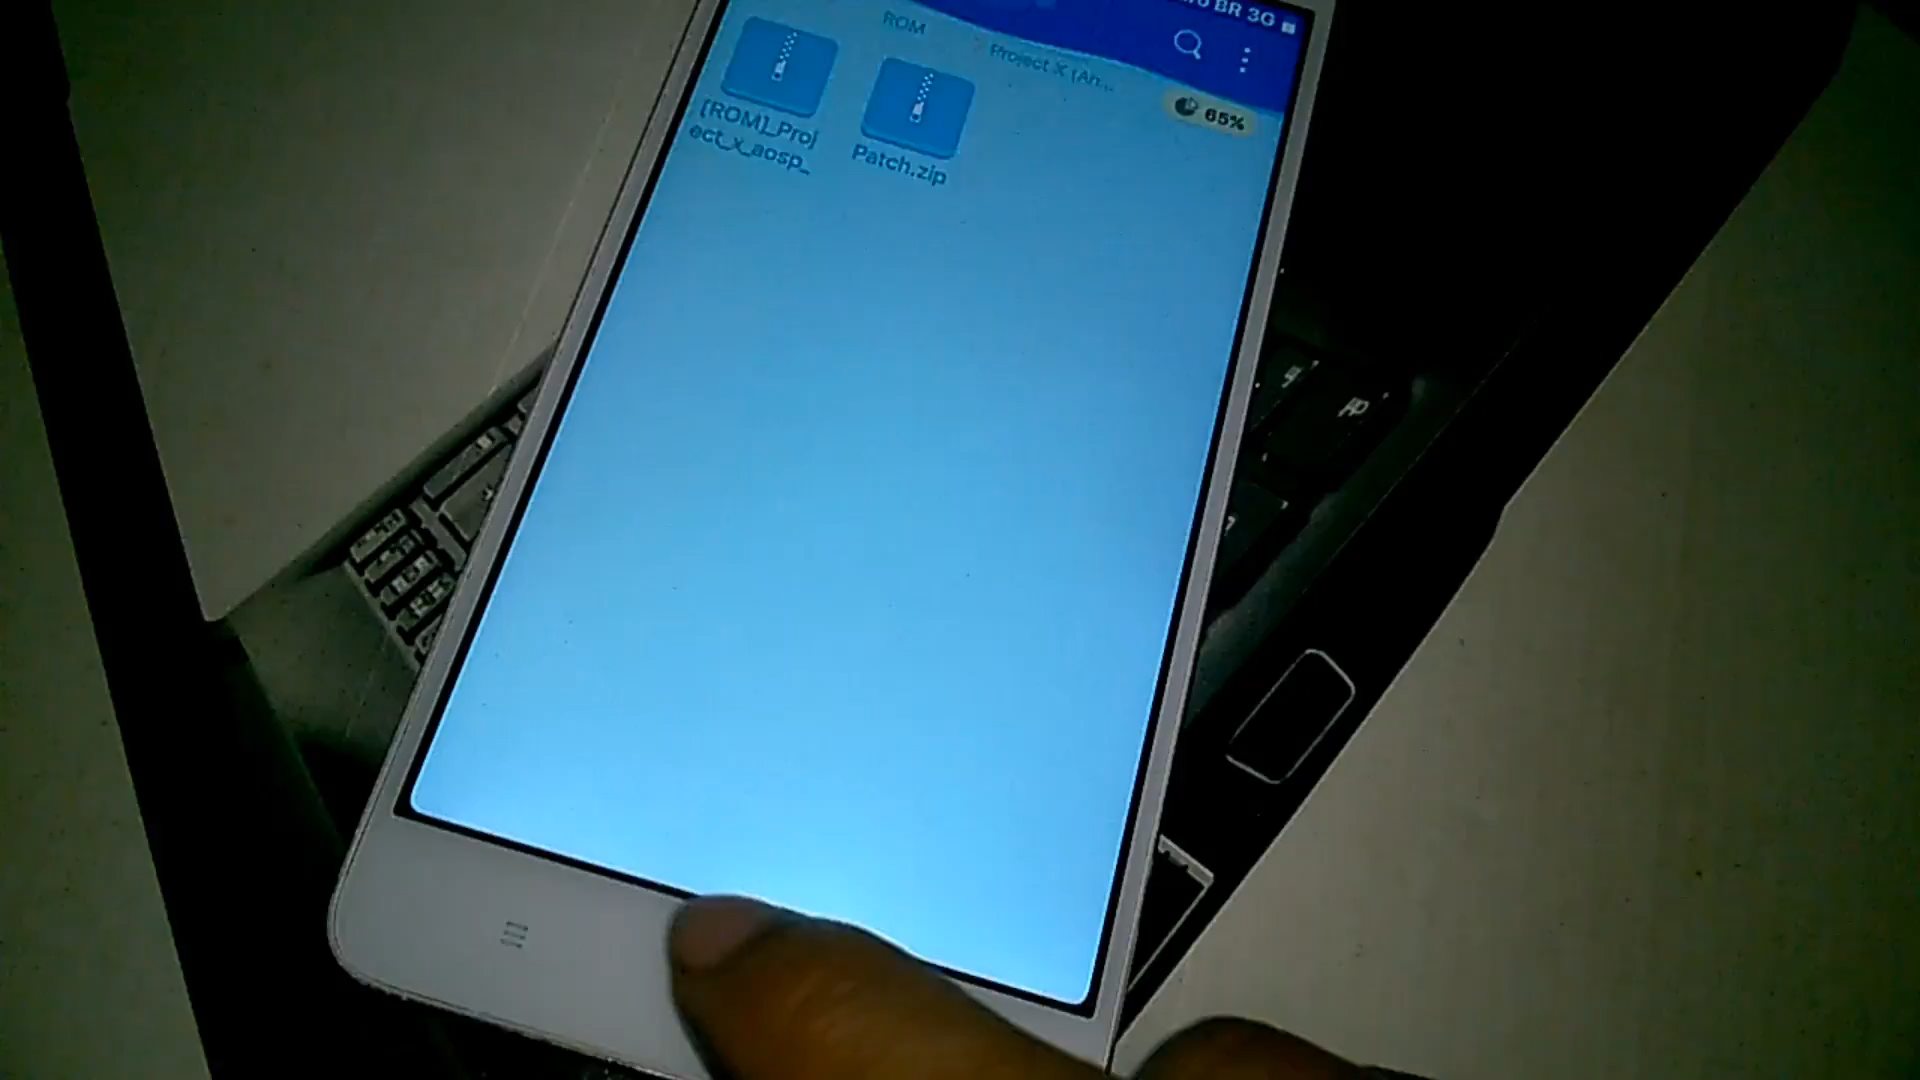 BR 3G
ROM
Project X (An...
65%
[ROM]_Proj
ect_X_aosp_
Patch.zip